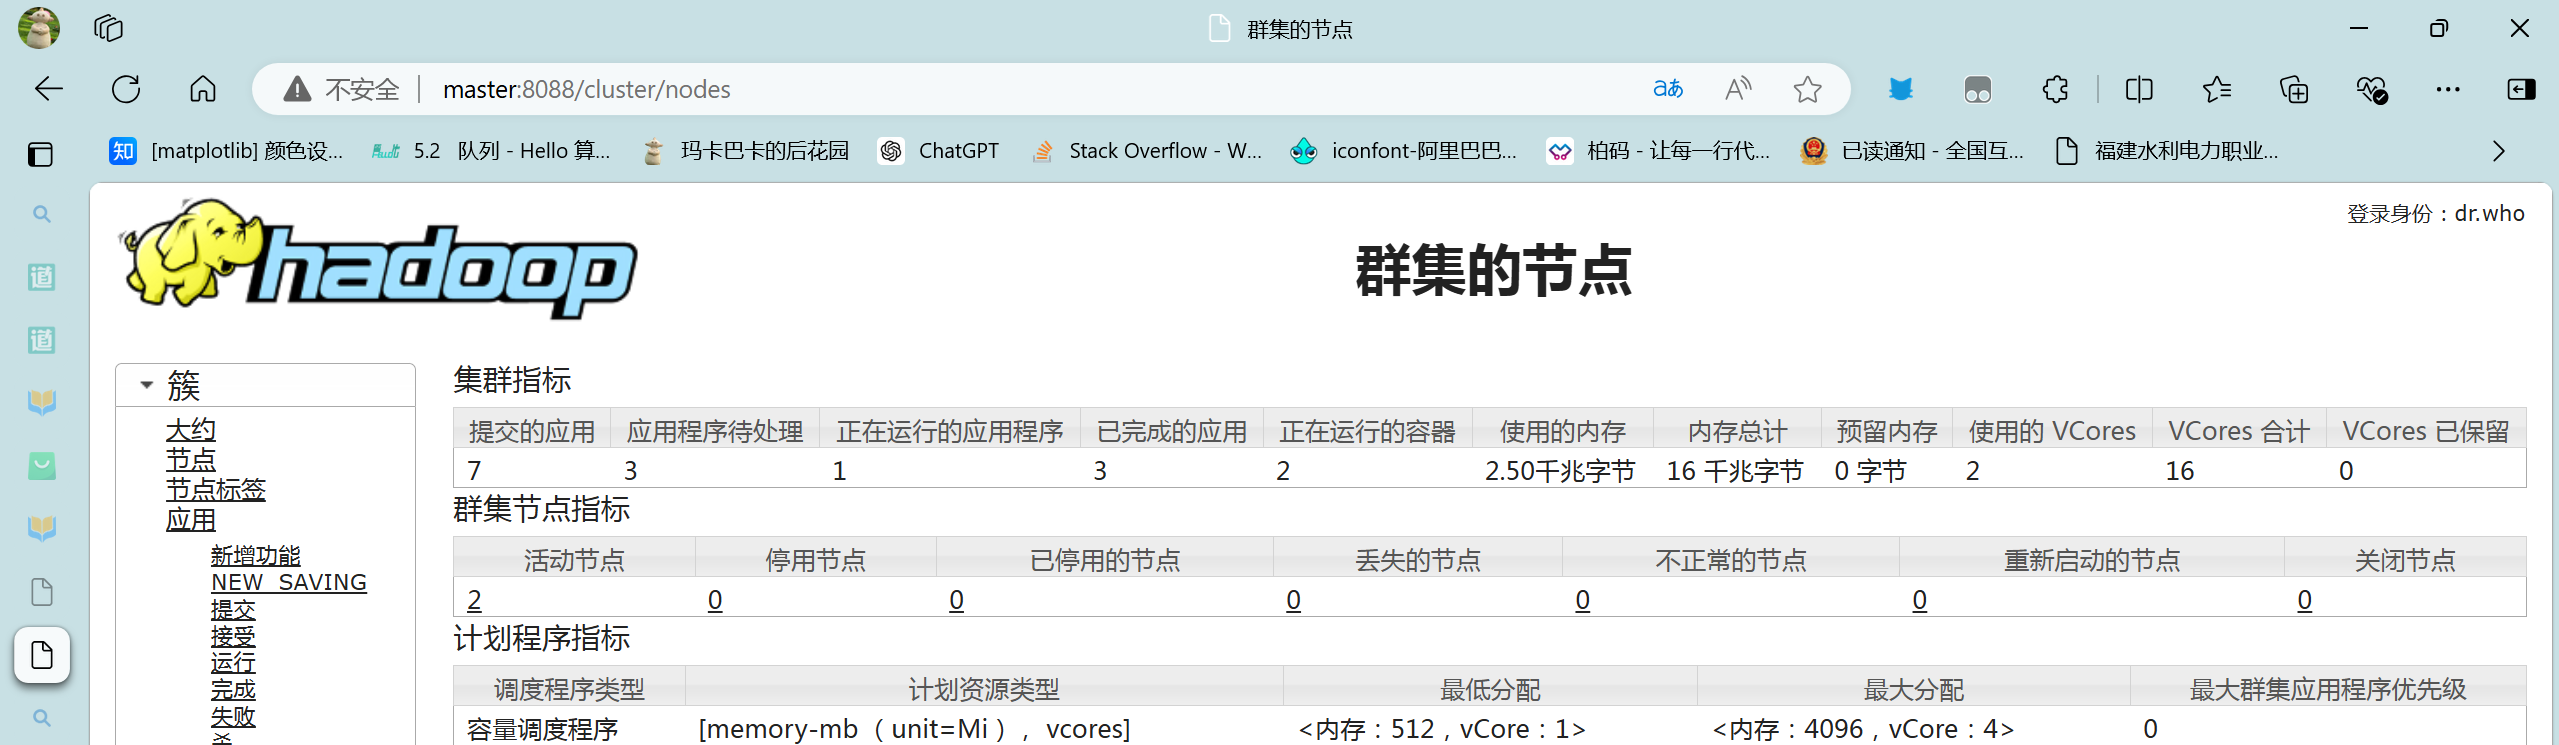 群集的节点
不安全 master:8088/cluster/nodes
[matplotlib] 颜色设... 5.2 队列 - Hello 算... 玛卡巴卡的后花园 ChatGPT Stack Overflow - W... iconfont-阿里巴巴... 柏码 - 让每一行代... 已读通知 - 全国互... 福建水利电力职业...
登录身份：dr.who
hadoop
群集的节点
簇
大约
节点
节点标签
应用
新增功能
NEW_SAVING
提交
接受
运行
完成
失败
集群指标
提交的应用 应用程序待处理 正在运行的应用程序 已完成的应用 正在运行的容器 使用的内存 内存总计 预留内存 使用的 VCores VCores 合计 VCores 已保留
7 3 1 3 2 2.50千兆字节 16 千兆字节 0 字节 2 16 0
群集节点指标
活动节点 停用节点 已停用的节点 丢失的节点 不正常的节点 重新启动的节点 关闭节点
2 0 0 0 0 0 0
计划程序指标
调度程序类型 计划资源类型 最低分配 最大分配 最大群集应用程序优先级
容量调度程序 [memory-mb（unit=Mi），vcores] <内存：512，vCore：1> <内存：4096，vCore：4> 0